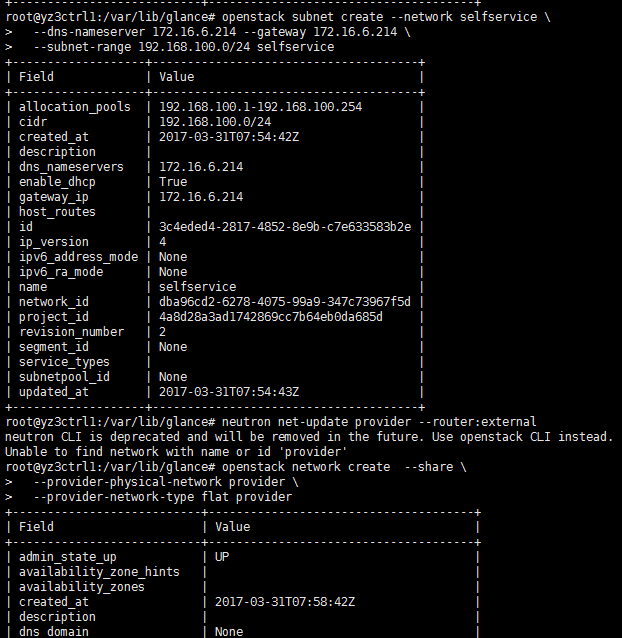 +-------------------+--------------------------------------+
root@yz3ctrl1:/var/lib/glance# openstack subnet create --network selfservice \
>   --dns-nameserver 172.16.6.214 --gateway 172.16.6.214 \
>   --subnet-range 192.168.100.0/24 selfservice
+-------------------+--------------------------------------+
| Field             | Value                                |
+-------------------+--------------------------------------+
| allocation_pools  | 192.168.100.1-192.168.100.254        |
| cidr              | 192.168.100.0/24                     |
| created_at        | 2017-03-31T07:54:42Z                 |
| description       |                                      |
| dns_nameservers   | 172.16.6.214                         |
| enable_dhcp       | True                                 |
| gateway_ip        | 172.16.6.214                         |
| host_routes       |                                      |
| id                | 3c4eded4-2817-4852-8e9b-c7e633583b2e |
| ip_version        | 4                                    |
| ipv6_address_mode | None                                 |
| ipv6_ra_mode      | None                                 |
| name              | selfservice                          |
| network_id        | dba96cd2-6278-4075-99a9-347c73967f5d |
| project_id        | 4a8d28a3ad1742869cc7b64eb0da685d     |
| revision_number   | 2                                    |
| segment_id        | None                                 |
| service_types     |                                      |
| subnetpool_id     | None                                 |
| updated_at        | 2017-03-31T07:54:43Z                 |
+-------------------+--------------------------------------+
root@yz3ctrl1:/var/lib/glance# neutron net-update provider --router:external
neutron CLI is deprecated and will be removed in the future. Use openstack CLI instead.
Unable to find network with name or id 'provider'
root@yz3ctrl1:/var/lib/glance# openstack network create  --share \
>   --provider-physical-network provider \
>   --provider-network-type flat provider
+---------------------------+--------------------------------------+
| Field                     | Value                                |
+---------------------------+--------------------------------------+
| admin_state_up            | UP                                   |
| availability_zone_hints   |                                      |
| availability_zones        |                                      |
| created_at                | 2017-03-31T07:58:42Z                 |
| description               |                                      |
| dns_domain                | None                                 |